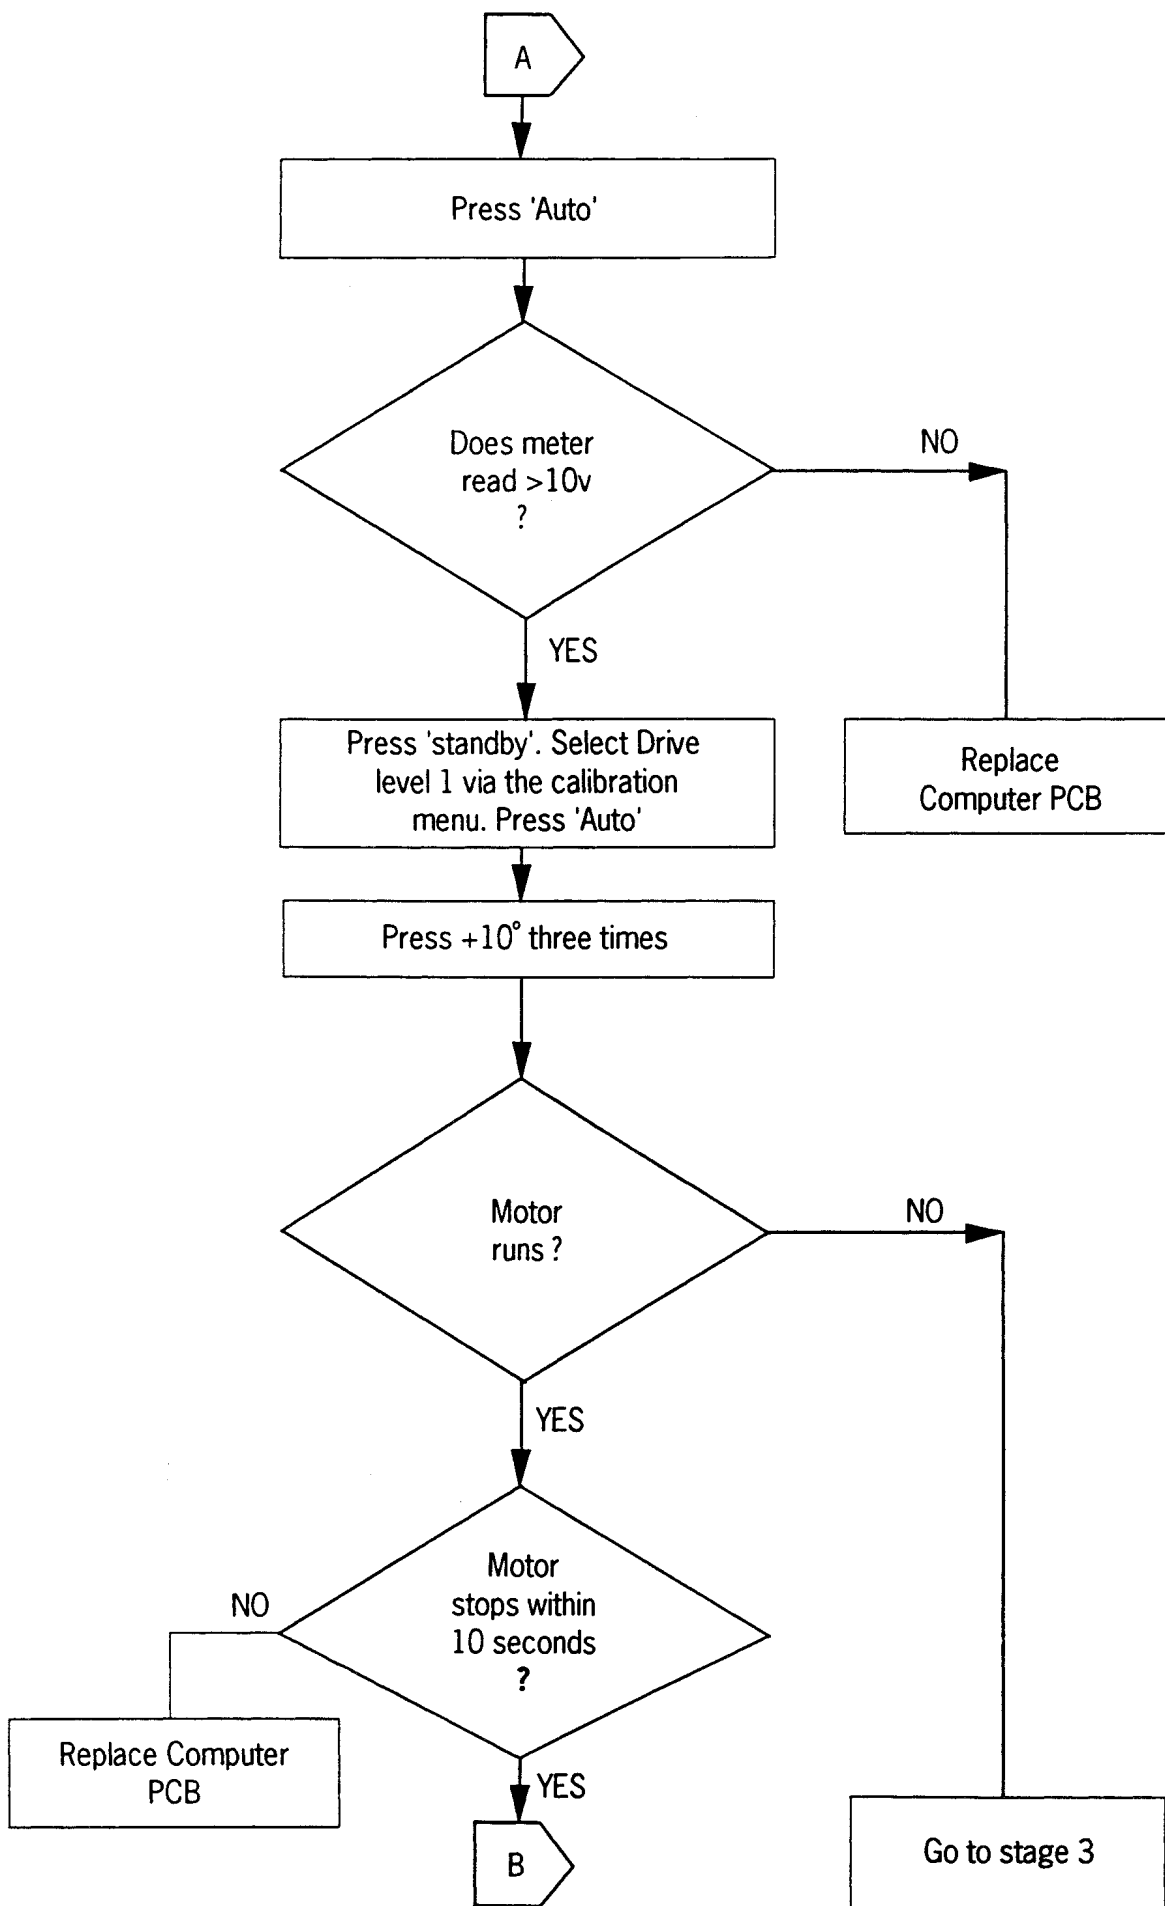 A
Press 'Auto'
Does meter
read >10v
?
NO
YES
Press 'standby'. Select Drive
level 1 via the calibration
menu. Press 'Auto'
Replace
Computer PCB
Press +10° three times
Motor
runs ?
NO
YES
Motor
stops within
10 seconds
?
NO
Replace Computer
PCB
YES
B
Go to stage 3